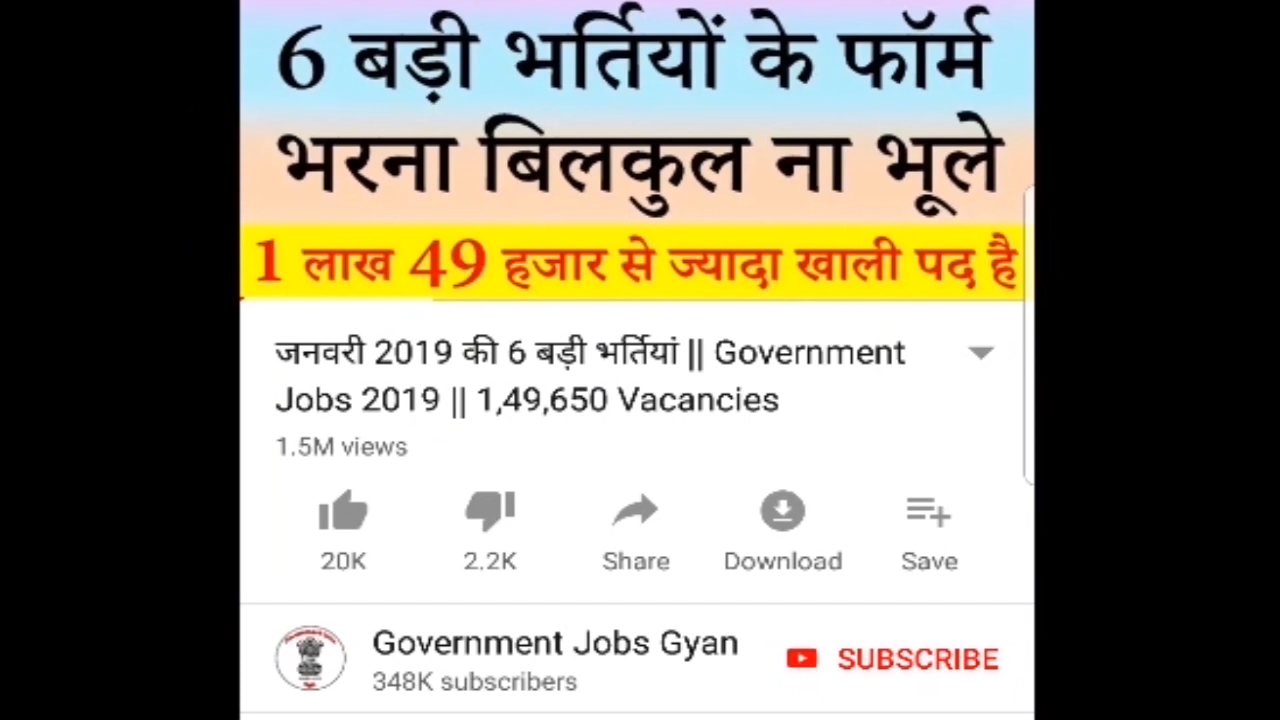 6 बड़ी भर्तियों के फॉर्म
भरना बिलकुल ना भूले
1 लाख 49 हजार से ज्यादा खाली पद है
जनवरी 2019 की 6 बड़ी भर्तियां || Government
Jobs 2019 || 1,49,650 Vacancies
1.5M views
20K 2.2K Share Download Save
Government Jobs Gyan
SUBSCRIBE
348K subscribers